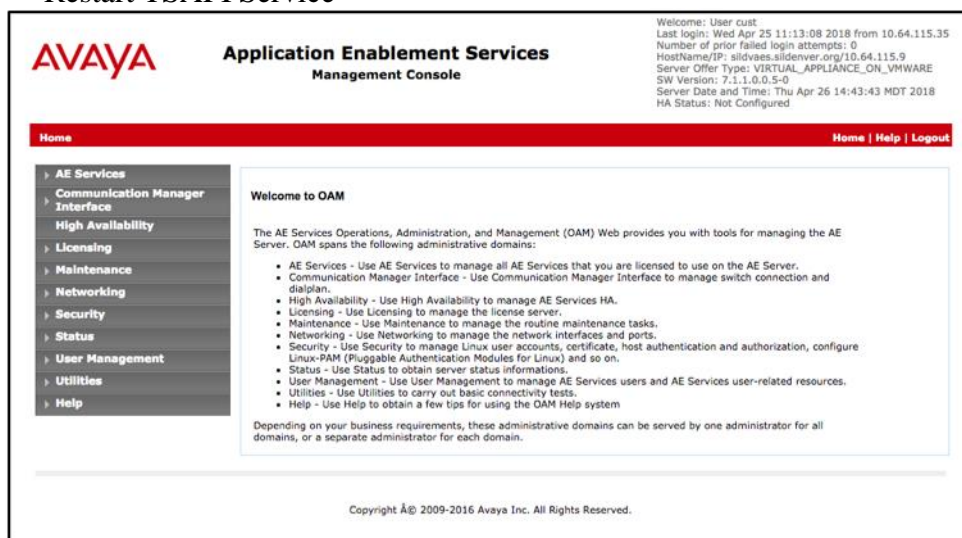 Restart TSAPI Service
AVAYA
Application Enablement Services
Management Console
Welcome: User cust
Last login: Wed Apr 25 11:13:08 2018 from 10.64.115.35
Number of prior failed login attempts: 0
HostName/IP: sildvaes.sildenver.org/10.64.115.9
Server Offer Type: VIRTUAL_APPLIANCE_ON_VMWARE
SW Version: 7.1.1.0.0.5-0
Server Date and Time: Thu Apr 26 14:43:43 MDT 2018
HA Status: Not Configured
Home
Home | Help | Logout
AE Services
Communication Manager
Interface
High Availability
Licensing
Maintenance
Networking
Security
Status
User Management
Utilities
Help
Welcome to OAM
The AE Services Operations, Administration, and Management (OAM) Web provides you with tools for managing the AE
Server. OAM spans the following administrative domains:
• AE Services - Use AE Services to manage all AE Services that you are licensed to use on the AE Server.
• Communication Manager Interface - Use Communication Manager Interface to manage switch connection and
dialplan.
• High Availability - Use High Availability to manage AE Services HA.
• Licensing - Use Licensing to manage the license server.
• Maintenance - Use Maintenance to manage the routine maintenance tasks.
• Networking - Use Networking to manage the network interfaces and ports.
• Security - Use Security to manage Linux user accounts, certificate, host authentication and authorization, configure
Linux-PAM (Pluggable Authentication Modules for Linux) and so on.
• Status - Use Status to obtain server status informations.
• User Management - Use User Management to manage AE Services users and AE Services user-related resources.
• Utilities - Use Utilities to carry out basic connectivity tests.
• Help - Use Help to obtain a few tips for using the OAM Help system
Depending on your business requirements, these administrative domains can be served by one administrator for all
domains, or a separate administrator for each domain.
Copyright Â© 2009-2016 Avaya Inc. All Rights Reserved.